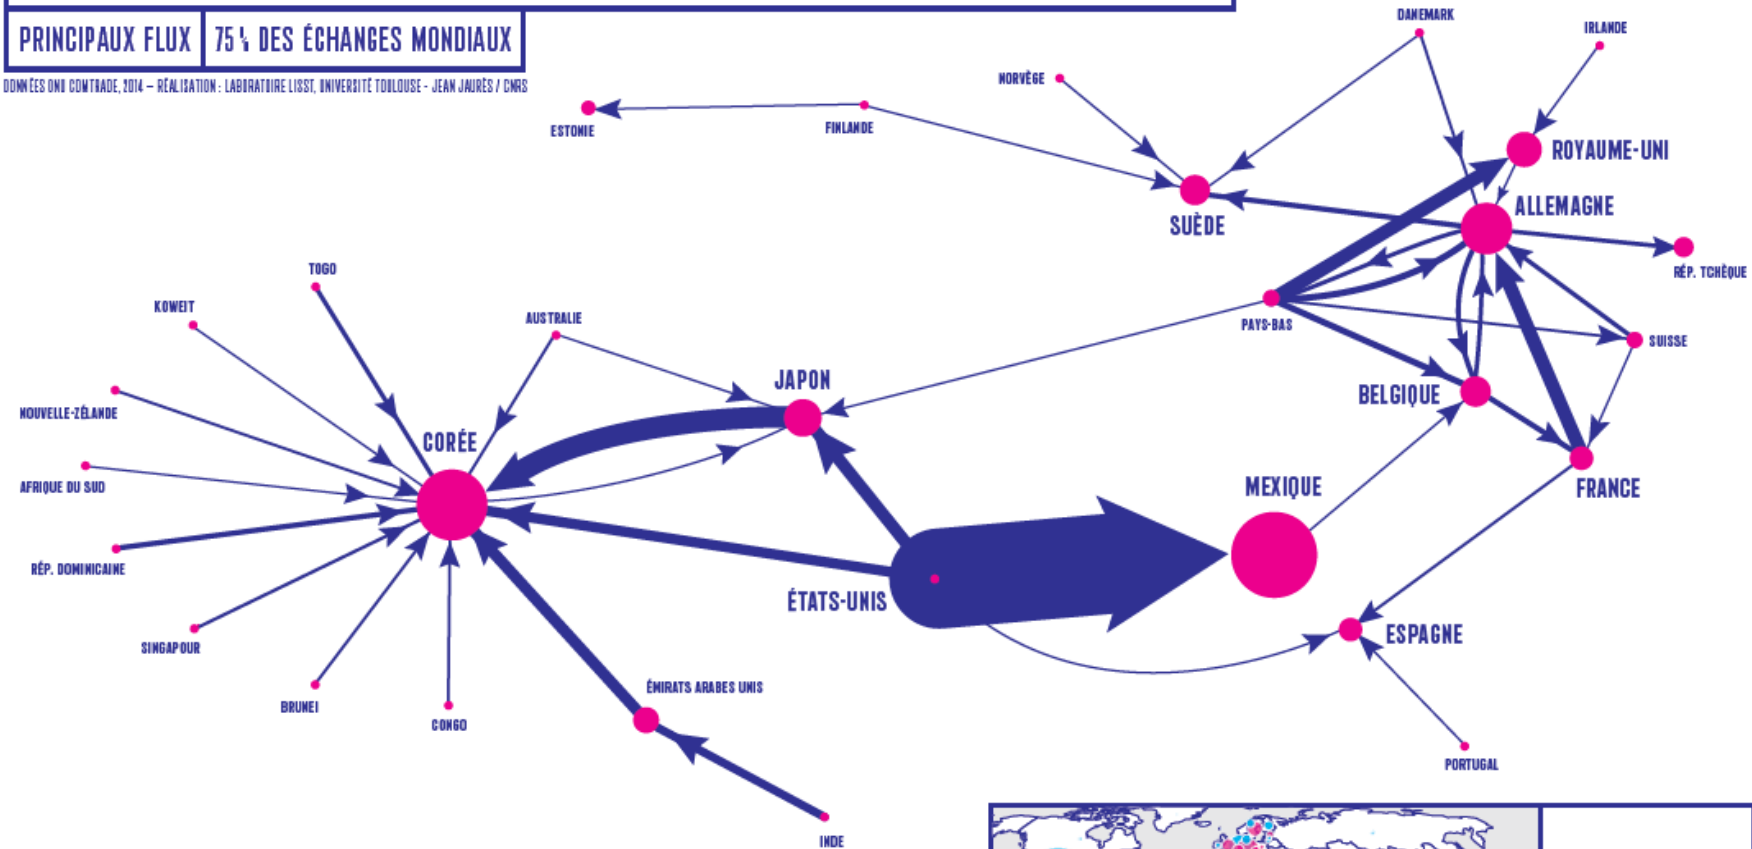 PRINCIPAUX FLUX
75 % DES ÉCHANGES MONDIAUX
DONNÉES ONU COMTRADE, 2014 – RÉALISATION : LABORATOIRE LISST, UNIVERSITÉ TOULOUSE - JEAN JAURÈS / CNRS
DANEMARK
IRLANDE
NORVÈGE
ESTONIE
FINLANDE
ROYAUME-UNI
ALLEMAGNE
SUÈDE
RÉP. TCHÈQUE
TOGO
KOWEIT
AUSTRALIE
PAYS-BAS
SUISSE
JAPON
BELGIQUE
NOUVELLE-ZÉLANDE
CORÉE
AFRIQUE DU SUD
MEXIQUE
FRANCE
RÉP. DOMINICAINE
ÉTATS-UNIS
ESPAGNE
SINGAPOUR
ÉMIRATS ARABES UNIS
BRUNEI
CONGO
PORTUGAL
INDE